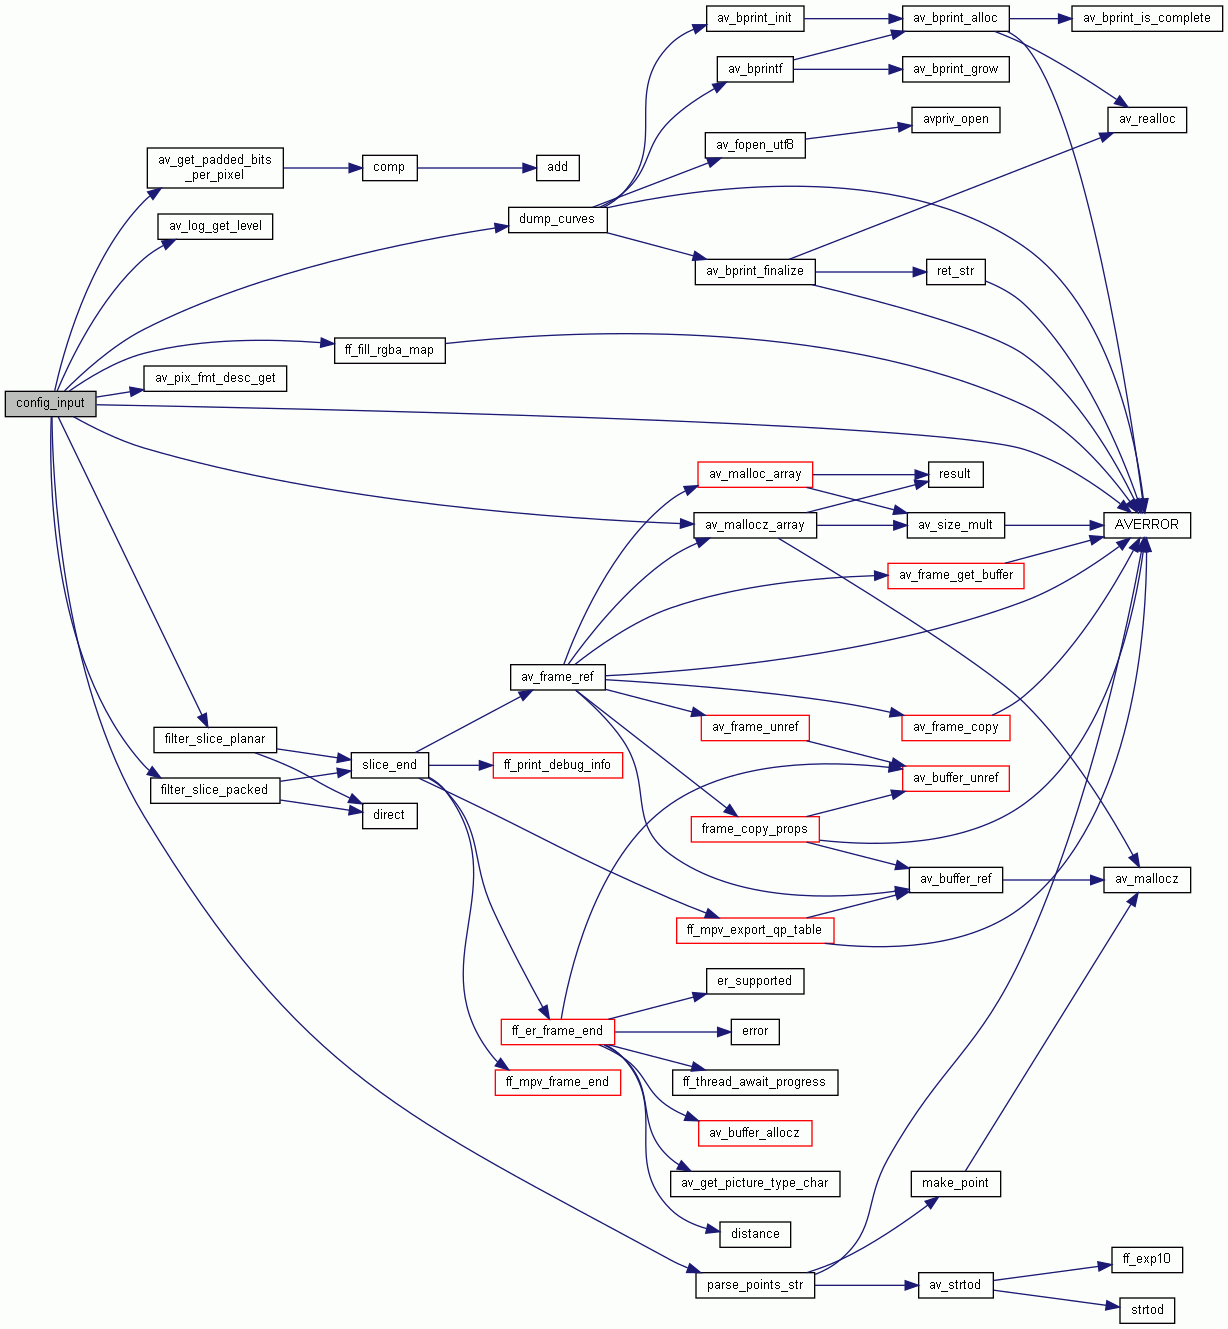 av_bprint_init
av_bprint_alloc
av_bprint_is_complete
av_bprintf
av_bprint_grow
av_realloc
avpriv_open
av_fopen_utf8
av_get_padded_bits
_per_pixel
comp
add
dump_curves
av_log_get_level
av_bprint_finalize
ret_str
ff_fill_rgba_map
av_pix_fmt_desc_get
config_input
av_malloc_array
result
av_mallocz_array
av_size_mult
AVERROR
av_frame_get_buffer
av_frame_ref
av_frame_unref
av_frame_copy
filter_slice_planar
slice_end
ff_print_debug_info
av_buffer_unref
filter_slice_packed
direct
frame_copy_props
av_buffer_ref
av_mallocz
ff_mpv_export_qp_table
er_supported
ff_er_frame_end
error
ff_mpv_frame_end
ff_thread_await_progress
av_buffer_allocz
av_get_picture_type_char
make_point
distance
ff_exp10
parse_points_str
av_strtod
strtod